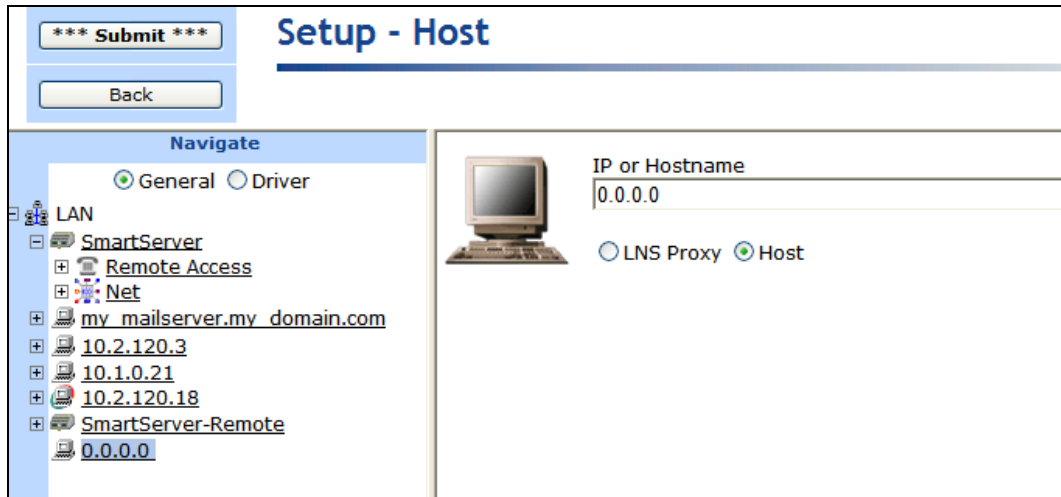 *** Submit ***
Setup - Host
Back
Navigate
General Driver
LAN
SmartServer
Remote Access
Net
my_mailserver.my_domain.com
10.2.120.3
10.1.0.21
10.2.120.18
SmartServer-Remote
0.0.0.0
IP or Hostname
0.0.0.0
LNS Proxy Host